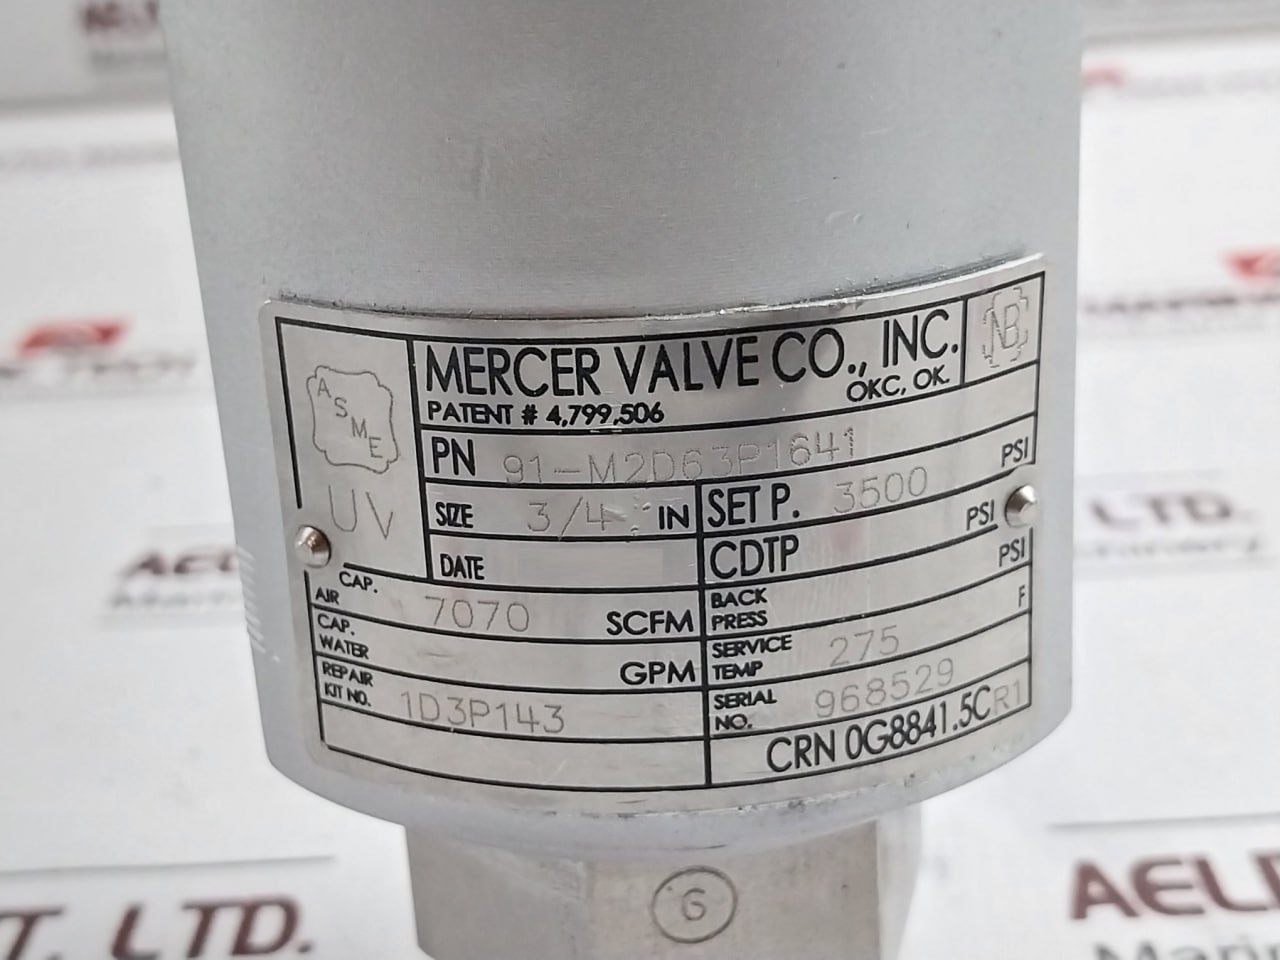 ASME
UV
MERCER VALVE CO., INC.
OKC, OK.
NB
PATENT # 4,799,506
PN 91-M2D63P1641
SIZE 3/4 IN
SET P. 3500 PSI
DATE
CDTP PSI
CAP. AIR 7070 SCFM
BACK PRESS PSI
CAP. WATER GPM
SERVICE TEMP 275 F
REPAIR KIT NO. 1D3P143
SERIAL NO. 968529
CRN 0G8841.5CR1
6
T. LTD.
AEL
LTD.